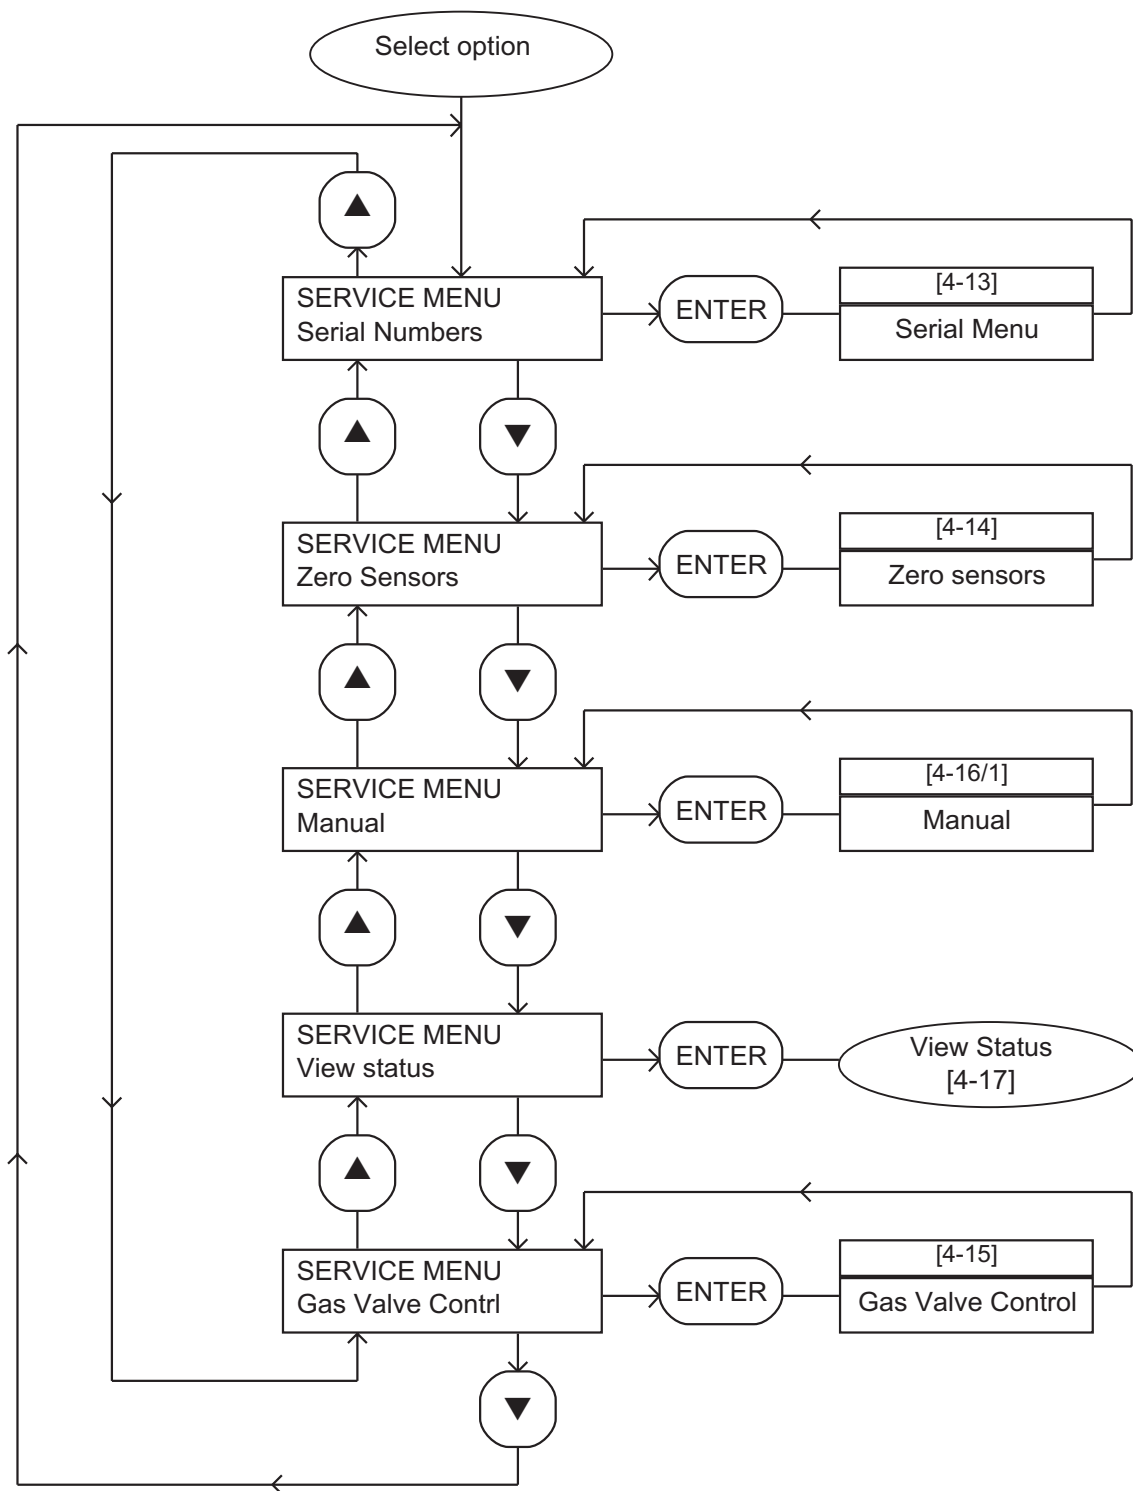 Select option
SERVICE MENU
Serial Numbers
ENTER
[4-13]
Serial Menu
SERVICE MENU
Zero Sensors
ENTER
[4-14]
Zero sensors
SERVICE MENU
Manual
ENTER
[4-16/1]
Manual
SERVICE MENU
View status
ENTER
View Status
[4-17]
SERVICE MENU
Gas Valve Contrl
ENTER
[4-15]
Gas Valve Control